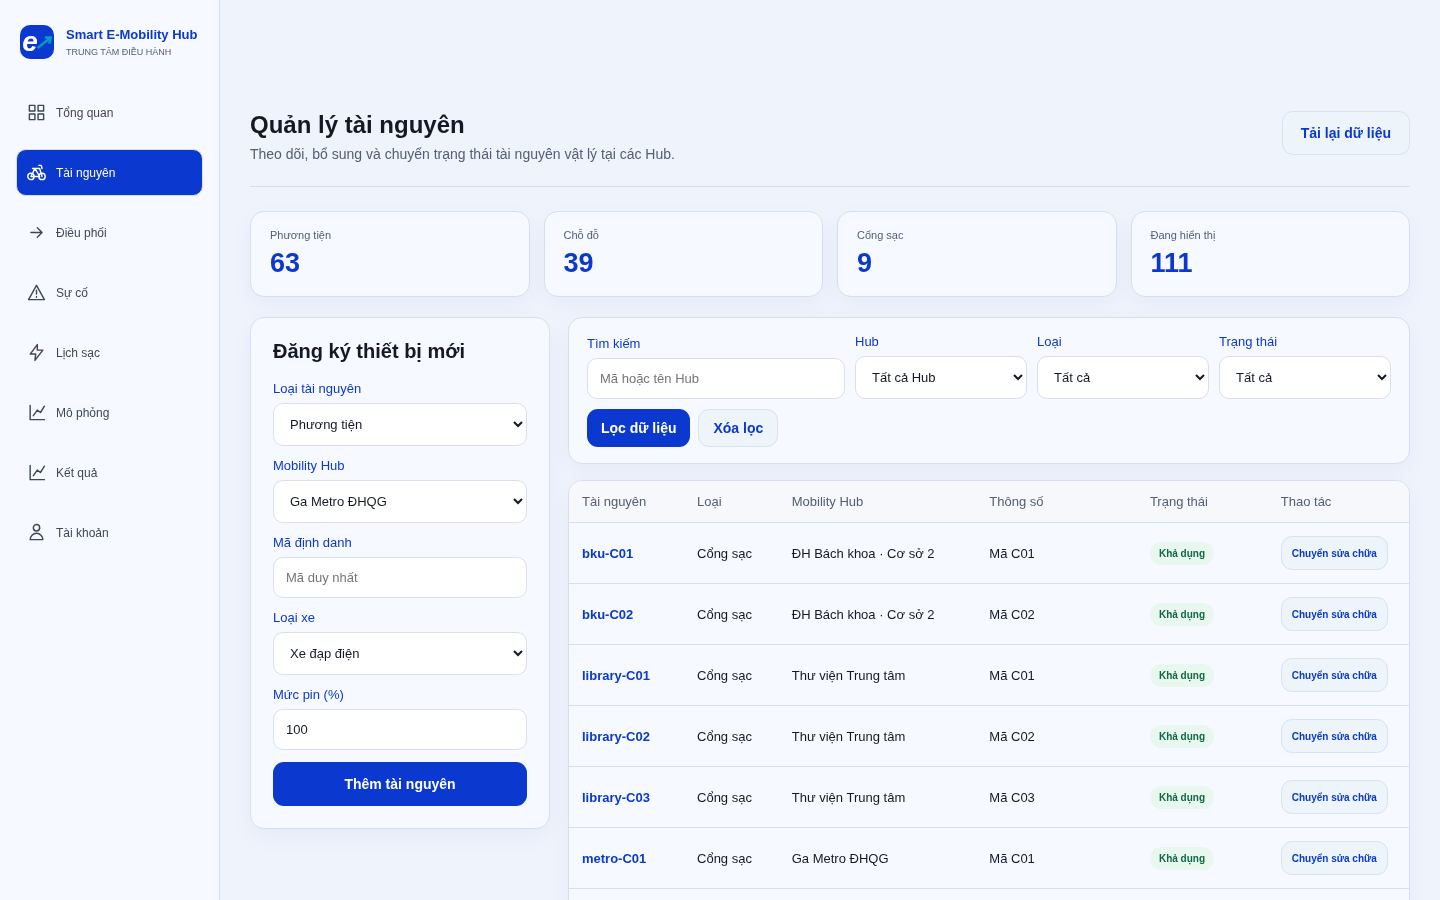 e
Smart E-Mobility Hub
TRUNG TÂM ĐIỀU HÀNH
Tổng quan
Tài nguyên
Điều phối
Sự cố
Lịch sạc
Mô phỏng
Kết quả
Tài khoản
Quản lý tài nguyên
Theo dõi, bổ sung và chuyển trạng thái tài nguyên vật lý tại các Hub.
Tải lại dữ liệu
Phương tiện
63
Chỗ đỗ
39
Cổng sạc
9
Đang hiển thị
111
Đăng ký thiết bị mới
Loại tài nguyên
Phương tiện
Mobility Hub
Ga Metro ĐHQG
Mã định danh
Mã duy nhất
Loại xe
Xe đạp điện
Mức pin (%)
100
Thêm tài nguyên
Tìm kiếm
Mã hoặc tên Hub
Hub
Tất cả Hub
Loại
Tất cả
Trạng thái
Tất cả
Lọc dữ liệu
Xóa lọc
Tài nguyên Loại Mobility Hub Thông số Trạng thái Thao tác
bku-C01 Cổng sạc ĐH Bách khoa · Cơ sở 2 Mã C01 Khả dụng Chuyển sửa chữa
bku-C02 Cổng sạc ĐH Bách khoa · Cơ sở 2 Mã C02 Khả dụng Chuyển sửa chữa
library-C01 Cổng sạc Thư viện Trung tâm Mã C01 Khả dụng Chuyển sửa chữa
library-C02 Cổng sạc Thư viện Trung tâm Mã C02 Khả dụng Chuyển sửa chữa
library-C03 Cổng sạc Thư viện Trung tâm Mã C03 Khả dụng Chuyển sửa chữa
metro-C01 Cổng sạc Ga Metro ĐHQG Mã C01 Khả dụng Chuyển sửa chữa